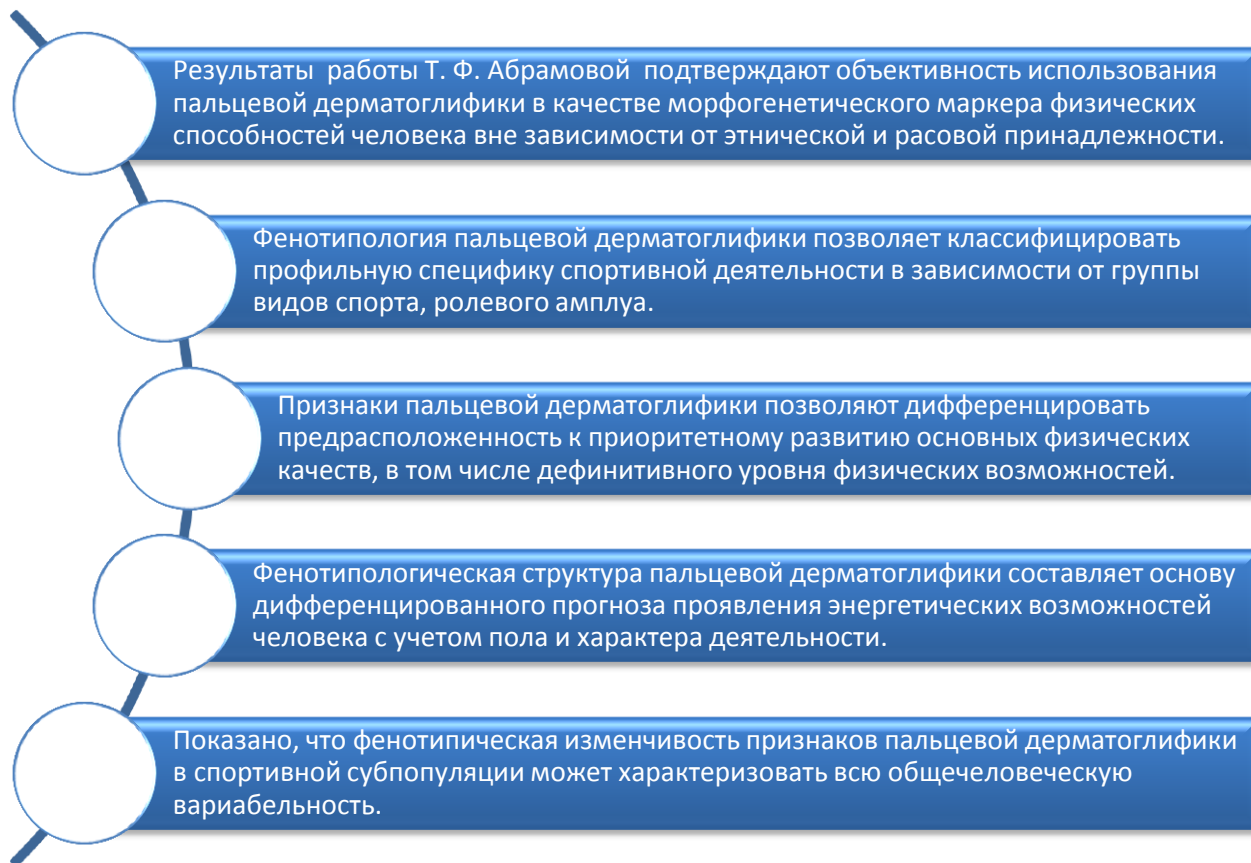 Результаты работы Т. Ф. Абрамовой подтверждают объективность использования
пальцевой дерматоглифики в качестве морфогенетического маркера физических
способностей человека вне зависимости от этнической и расовой принадлежности.
Фенотипология пальцевой дерматоглифики позволяет классифицировать
профильную специфику спортивной деятельности в зависимости от группы
видов спорта, ролевого амплуа.
Признаки пальцевой дерматоглифики позволяют дифференцировать
предрасположенность к приоритетному развитию основных физических
качеств, в том числе дефинитивного уровня физических возможностей.
Фенотипологическая структура пальцевой дерматоглифики составляет основу
дифференцированного прогноза проявления энергетических возможностей
человека с учетом пола и характера деятельности.
Показано, что фенотипическая изменчивость признаков пальцевой дерматоглифики
в спортивной субпопуляции может характеризовать всю общечеловеческую
вариабельность.